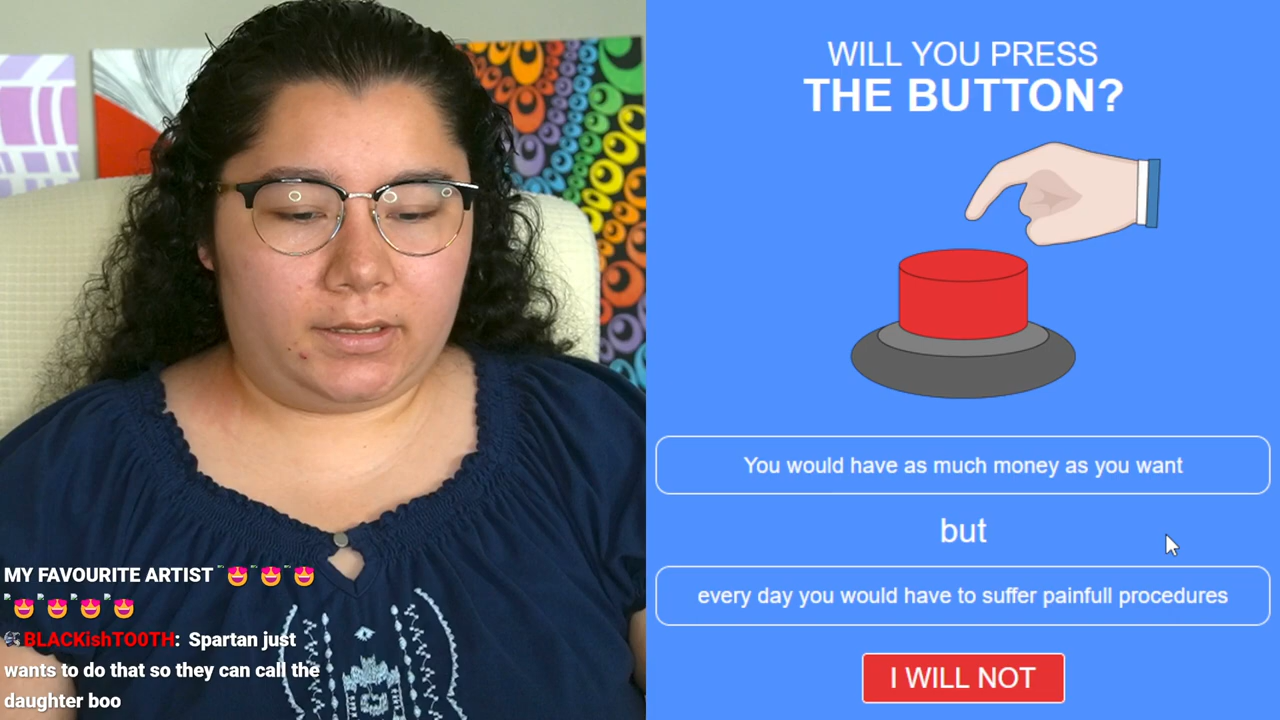 MY FAVOURITE ARTIST
BLACKishTO0TH: Spartan just
wants to do that so they can call the
daughter boo
WILL YOU PRESS
THE BUTTON?
You would have as much money as you want
but
every day you would have to suffer painfull procedures
I WILL NOT